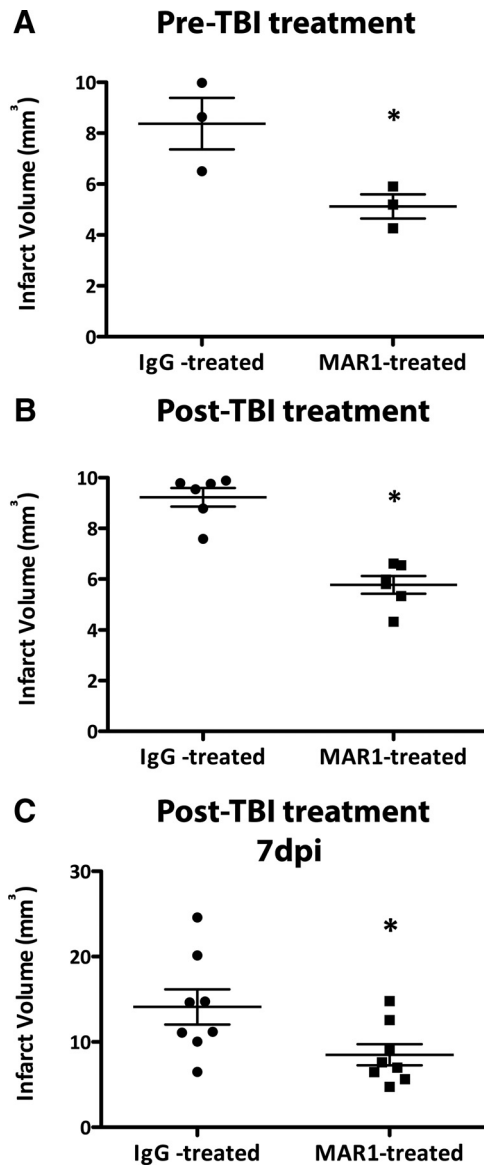 A
Pre-TBI treatment
Infarct Volume (mm³)
10
8
6
4
2
0
*
IgG -treated
MAR1-treated
B
Post-TBI treatment
Infarct Volume (mm³)
10
8
6
4
2
0
*
IgG -treated
MAR1-treated
C
Post-TBI treatment
7dpi
Infarct Volume (mm³)
30
20
10
0
*
IgG -treated
MAR1-treated